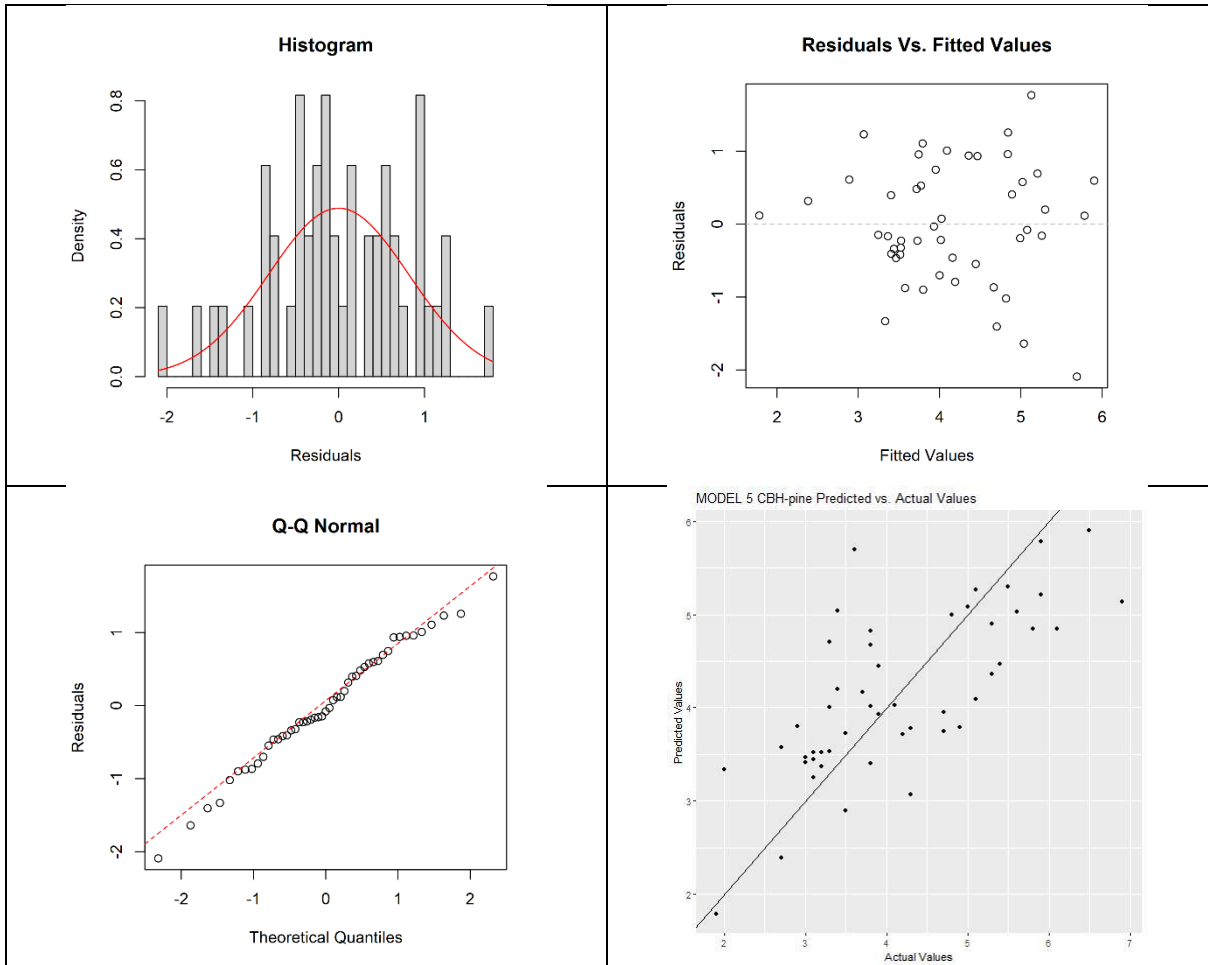 Histogram
0.8
0.6
0.4
0.2
0.0
Density
-2 -1 0 1
Residuals
Residuals Vs. Fitted Values
1
0
-1
-2
Residuals
2 3 4 5 6
Fitted Values
Q-Q Normal
1
0
-1
-2
Residuals
-2 -1 0 1 2
Theoretical Quantiles
MODEL 5 CBH-pine Predicted vs. Actual Values
6
5
4
3
2
Predicted Values
2 3 4 5 6 7
Actual Values